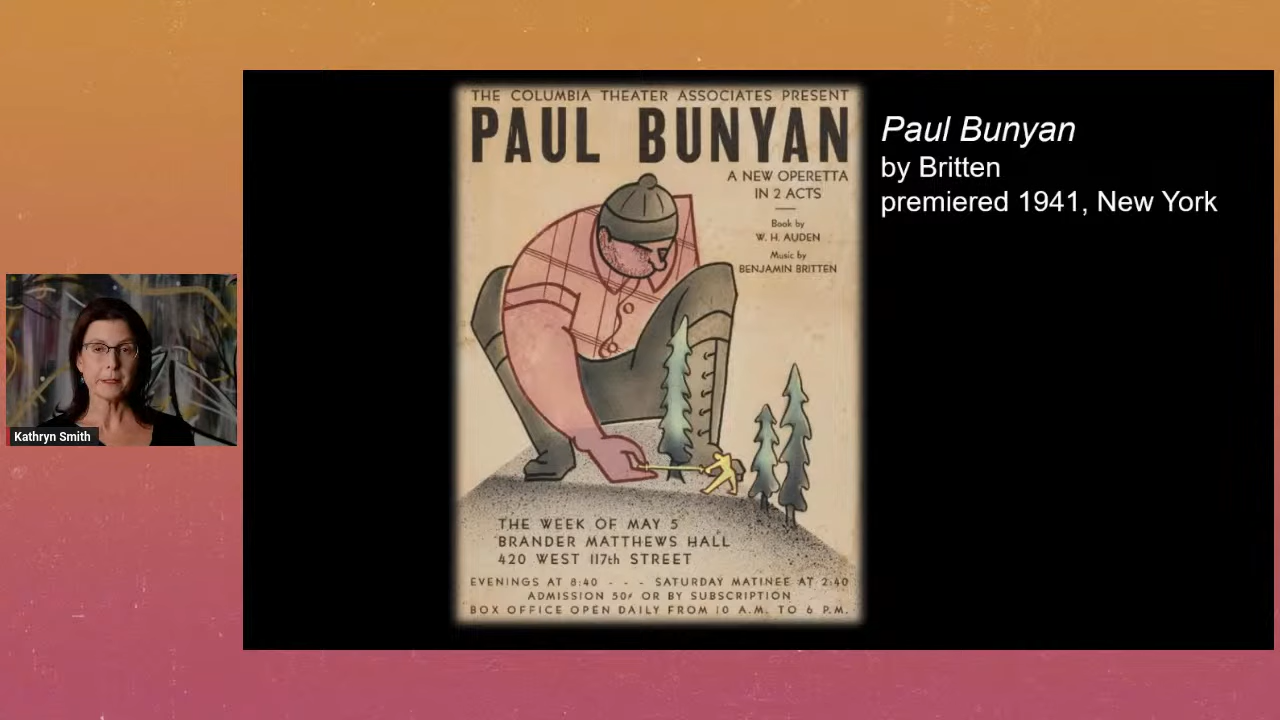 THE COLUMBIA THEATER ASSOCIATES PRESENT
PAUL BUNYAN
A NEW OPERETTA
IN 2 ACTS
Book by
W. H. AUDEN
Music by
BENJAMIN BRITTEN
THE WEEK OF MAY 5
BRANDER MATTHEWS HALL
420 WEST 117th STREET
EVENINGS AT 8:40 - - - SATURDAY MATINEE AT 2:40
ADMISSION 50¢ OR BY SUBSCRIPTION
BOX OFFICE OPEN DAILY FROM 10 A.M. TO 6 P.M.
Paul Bunyan
by Britten
premiered 1941, New York
Kathryn Smith